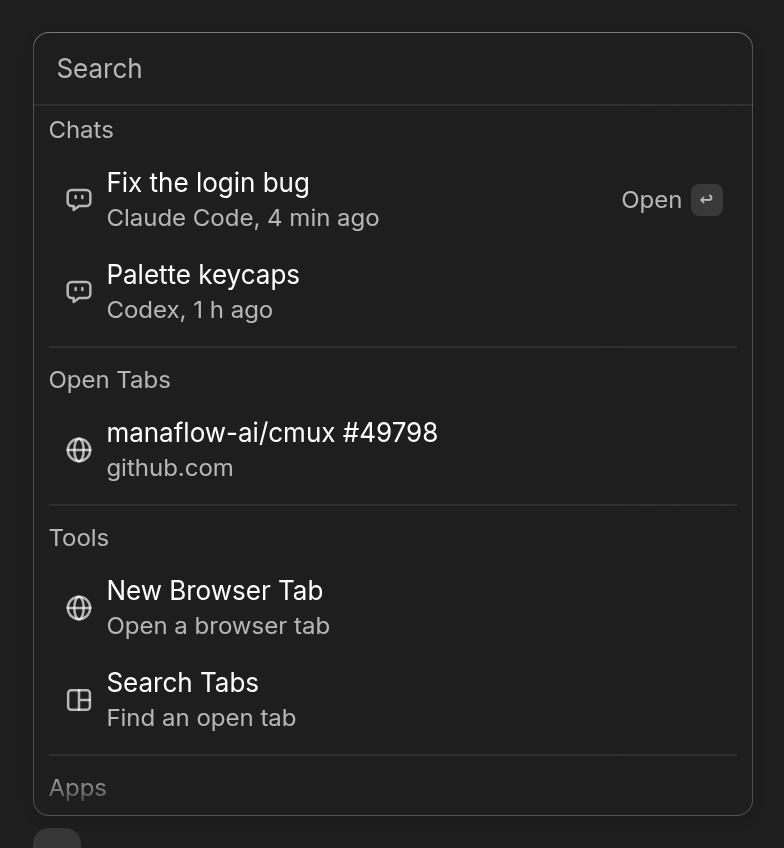 Search
Chats
Fix the login bug
Claude Code, 4 min ago
Open ↩
Palette keycaps
Codex, 1 h ago
Open Tabs
manaflow-ai/cmux #49798
github.com
Tools
New Browser Tab
Open a browser tab
Search Tabs
Find an open tab
Apps